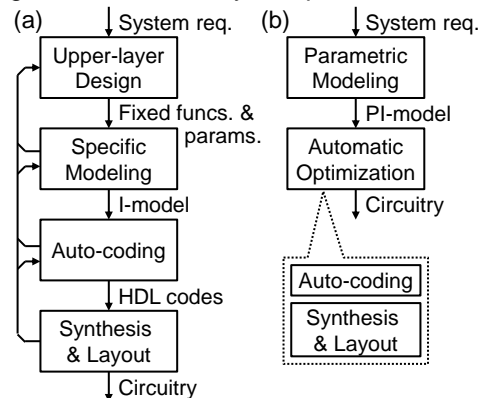 (a)
System req.
Upper-layer
Design
Fixed funcs. &
params.
Specific
Modeling
I-model
Auto-coding
HDL codes
Synthesis
& Layout
Circuitry
(b)
System req.
Parametric
Modeling
PI-model
Automatic
Optimization
Circuitry
Auto-coding
Synthesis
& Layout